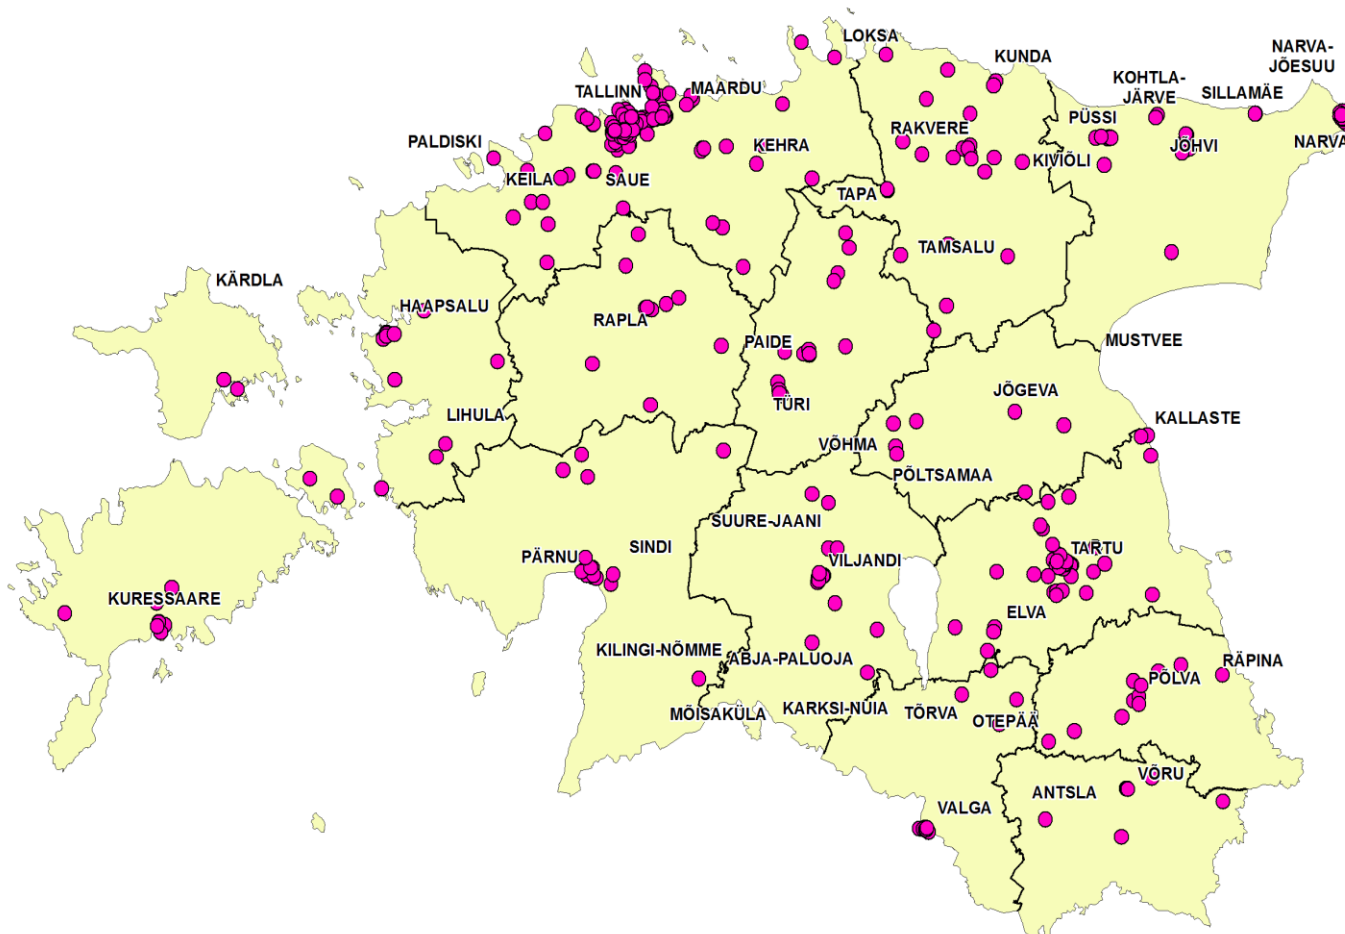 LOKSA
NARVA-
JÕESUU
KUNDA
KOHTLA-
JÄRVE
SILLAMÄE
TALLINN
MAARDU
PÜSSI
RAKVERE
PALDISKI
KEHRA
JÕHVI
NARVA
KIVIÕLI
KEILA
SAUE
TAPA
TAMSALU
KÄRDLA
HAAPSALU
RAPLA
PAIDE
MUSTVEE
JÕGEVA
TÜRI
LIHULA
KALLASTE
VÕHMA
PÕLTSAMAA
SUURE-JAANI
SINDI
TARTU
PÄRNU
VILJANDI
KURESSAARE
ELVA
KILINGI-NÕMME
ABJA-PALUOJA
RÄPINA
PÕLVA
MÕISAKÜLA
KARKSI-NUIA
TÕRVA
OTEPÄÄ
VÕRU
ANTSLA
VALGA